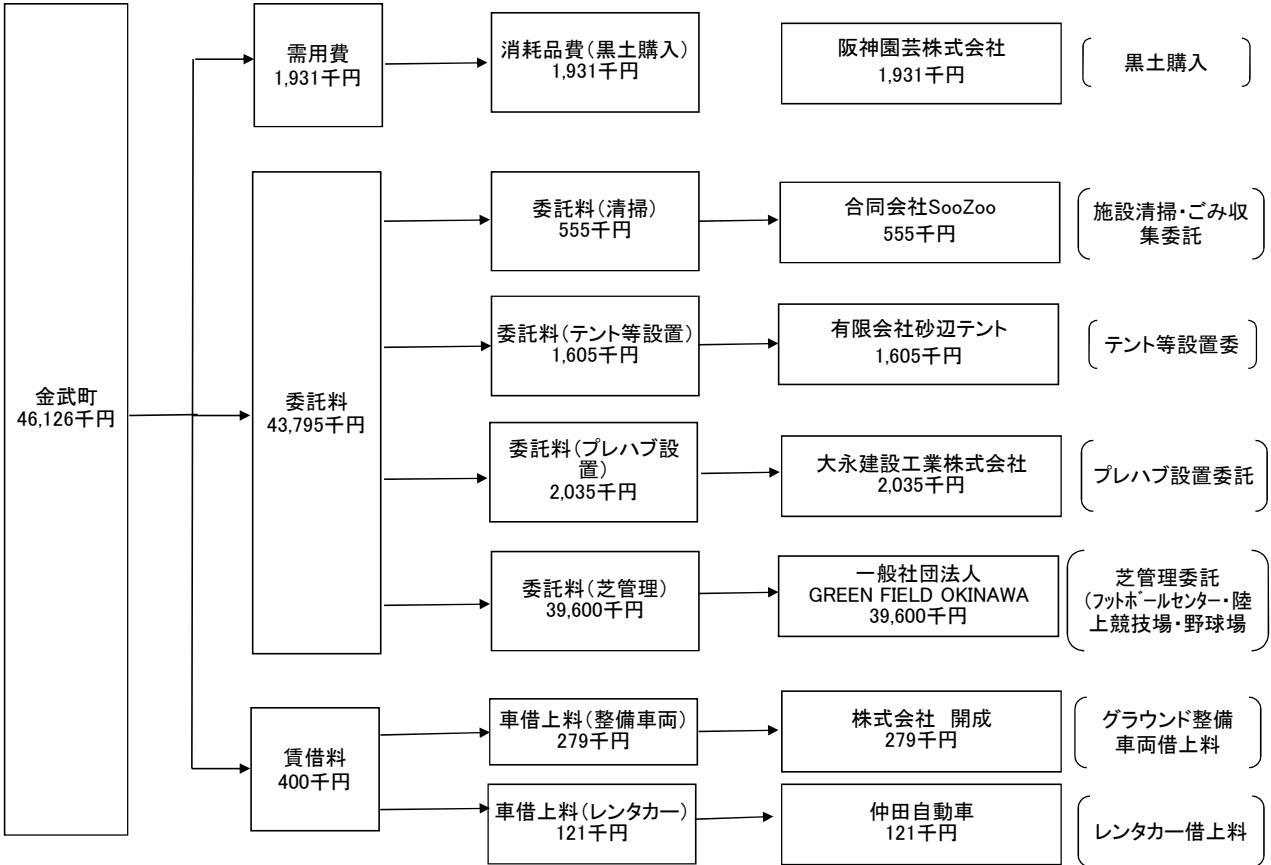 金武町
46,126千円
需用費
1,931千円
消耗品費(黒土購入)
1,931千円
阪神園芸株式会社
1,931千円
黒土購入
委託料
43,795千円
委託料(清掃)
555千円
合同会社SooZoo
555千円
施設清掃・ごみ収
集委託
委託料(テント等設置)
1,605千円
有限会社砂辺テント
1,605千円
テント等設置委
委託料(プレハブ設
置)
2,035千円
大永建設工業株式会社
2,035千円
プレハブ設置委託
委託料(芝管理)
39,600千円
一般社団法人
GREEN FIELD OKINAWA
39,600千円
芝管理委託
(フットボールセンター・陸
上競技場・野球場
賃借料
400千円
車借上料(整備車両)
279千円
株式会社 開成
279千円
グラウンド整備
車両借上料
車借上料(レンタカー)
121千円
仲田自動車
121千円
レンタカー借上料